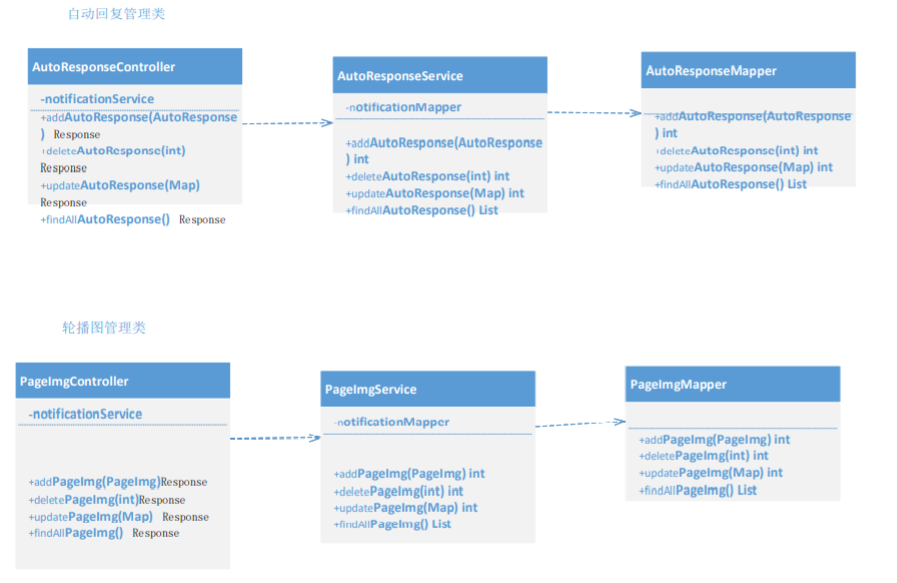 自动回复管理类
AutoResponseController
-notificationService
+addAutoResponse(AutoResponse
) Response
+deleteAutoResponse(int)
Response
+updateAutoResponse(Map)
Response
+findAllAutoResponse() Response
AutoResponseService
-notificationMapper
+addAutoResponse(AutoResponse
) int
+deleteAutoResponse(int) int
+updateAutoResponse(Map) int
+findAllAutoResponse() List
AutoResponseMapper
+addAutoResponse(AutoResponse
) int
+deleteAutoResponse(int) int
+updateAutoResponse(Map) int
+findAllAutoResponse() List
轮播图管理类
PageImgController
-notificationService
+addPageImg(PageImg)Response
+deletePageImg(int)Response
+updatePageImg(Map) Response
+findAllPageImg() Response
PageImgService
-notificationMapper
+addPageImg(PageImg) int
+deletePageImg(int) int
+updatePageImg(Map) int
+findAllPageImg() List
PageImgMapper
+addPageImg(PageImg) int
+deletePageImg(int) int
+updatePageImg(Map) int
+findAllPageImg() List